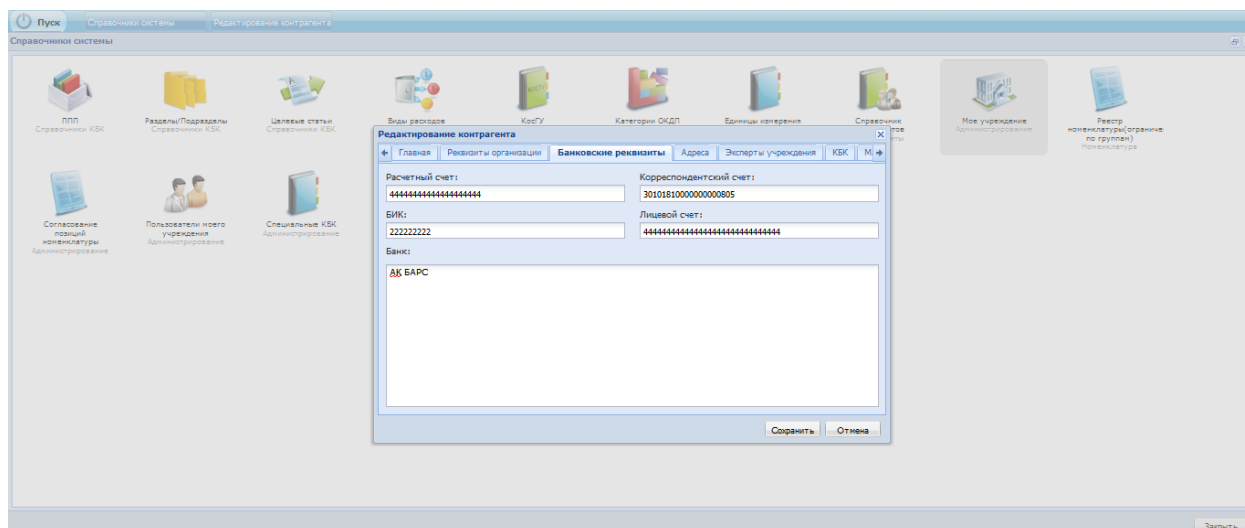 Пуск
Справочники системы
Редактирование контрагента
Справочники системы
ППП
Справочники КБК
Разделы/Подразделы
Справочники КБК
Целевые статьи
Справочники КБК
Виды расходов
КосГУ
Категории ОКДП
Единицы измерения
Справочник
Мое учреждение
Администрирование
Реестр
номенклатуры(ограниче
по группам)
Номенклатура
Согласование
позиций
номенклатуры
Администрирование
Пользователи моего
учреждения
Администрирование
Специальные КБК
Администрирование
Редактирование контрагента
Главная
Реквизиты организации
Банковские реквизиты
Адреса
Эксперты учреждения
КБК
Расчетный счет:
Корреспондентский счет:
44444444444444444444
30101810000000000805
БИК:
Лицевой счет:
222222222
Банк:
АК БАРС
Сохранить
Отмена
Закрыть